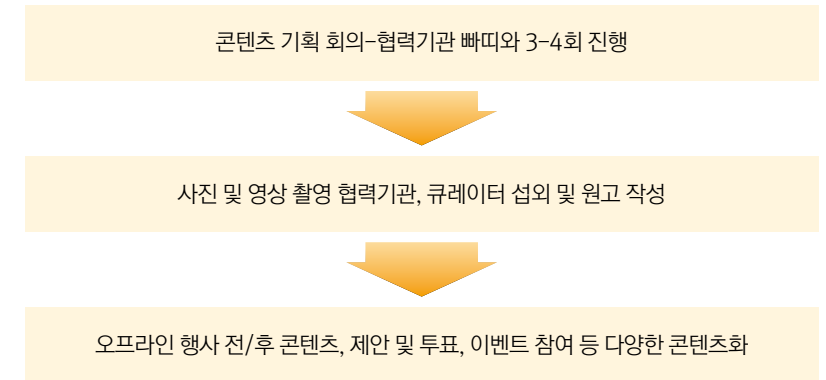 콘텐츠 기획 회의-협력기관 빠띠와 3-4회 진행
사진 및 영상 촬영 협력기관, 큐레이터 섭외 및 원고 작성
오프라인 행사 전/후 콘텐츠, 제안 및 투표, 이벤트 참여 등 다양한 콘텐츠화